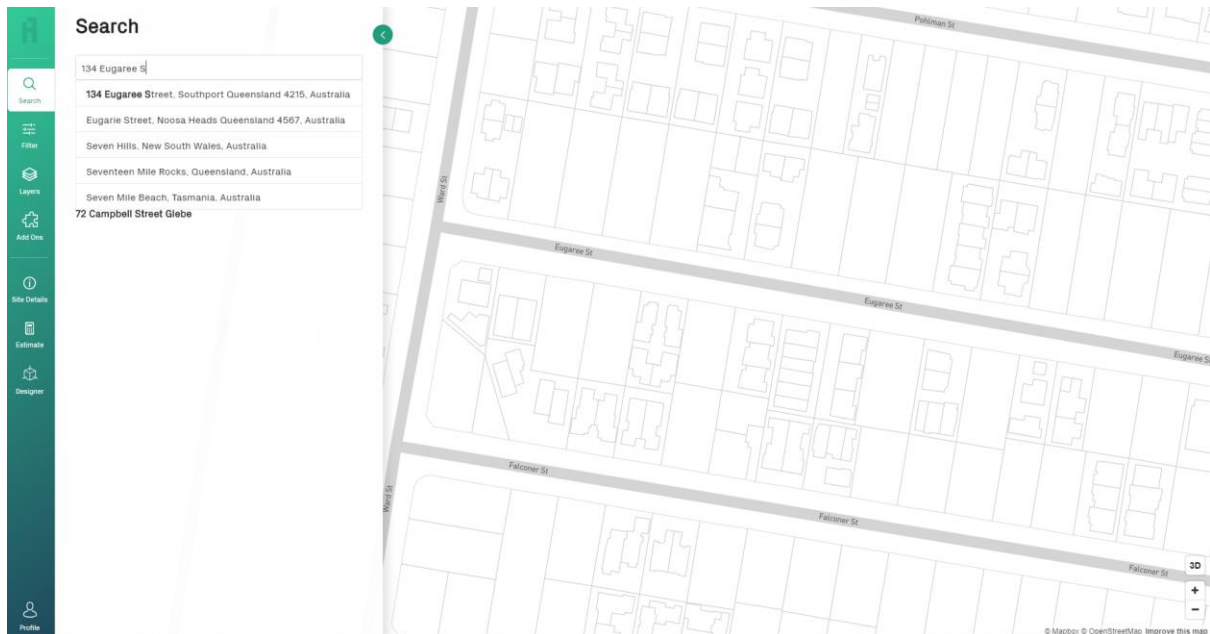 Search
134 Eugaree S
134 Eugaree Street, Southport Queensland 4215, Australia
Eugarie Street, Noosa Heads Queensland 4567, Australia
Seven Hills, New South Wales, Australia
Seventeen Mile Rocks, Queensland, Australia
Seven Mile Beach, Tasmania, Australia
72 Campbell Street Glebe
Search
Filter
Layers
Add Ons
Site Details
Estimate
Designer
Profile
Pohlman St
Ward St
Eugaree St
Eugaree St
Eugaree S
Falconer St
Ward St
Falconer St
Falconer St
3D
+
−
© Mapbox © OpenStreetMap Improve this map